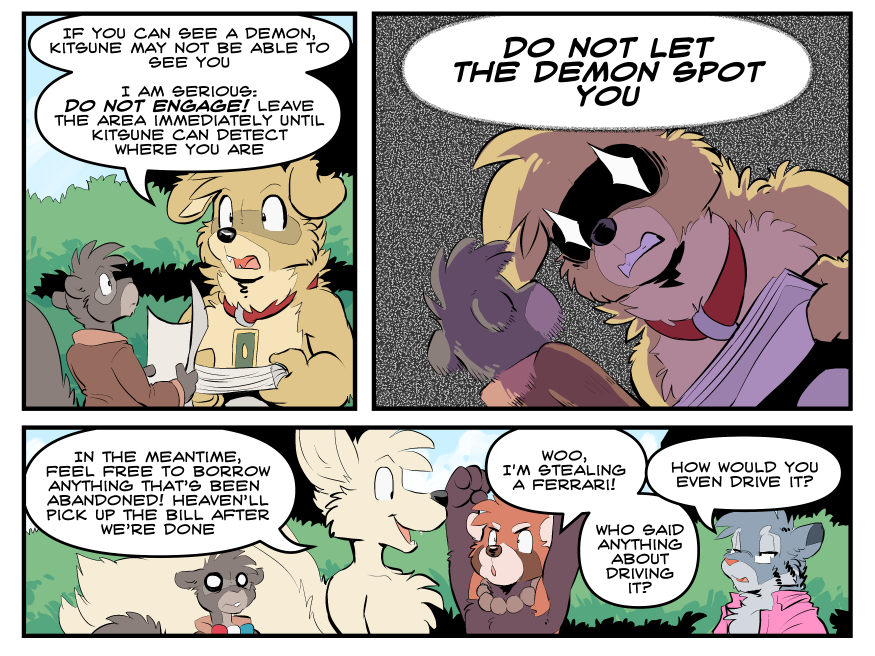 IF YOU CAN SEE A DEMON,
KITSUNE MAY NOT BE ABLE TO
SEE YOU
I AM SERIOUS:
DO NOT ENGAGE! LEAVE
THE AREA IMMEDIATELY UNTIL
KITSUNE CAN DETECT
WHERE YOU ARE
DO NOT LET
THE DEMON SPOT
YOU
IN THE MEANTIME,
FEEL FREE TO BORROW
ANYTHING THAT'S BEEN
ABANDONED! HEAVEN'LL
PICK UP THE BILL AFTER
WE'RE DONE
WOO,
I'M STEALING
A FERRARI!
HOW WOULD YOU
EVEN DRIVE IT?
WHO SAID
ANYTHING
ABOUT
DRIVING
IT?